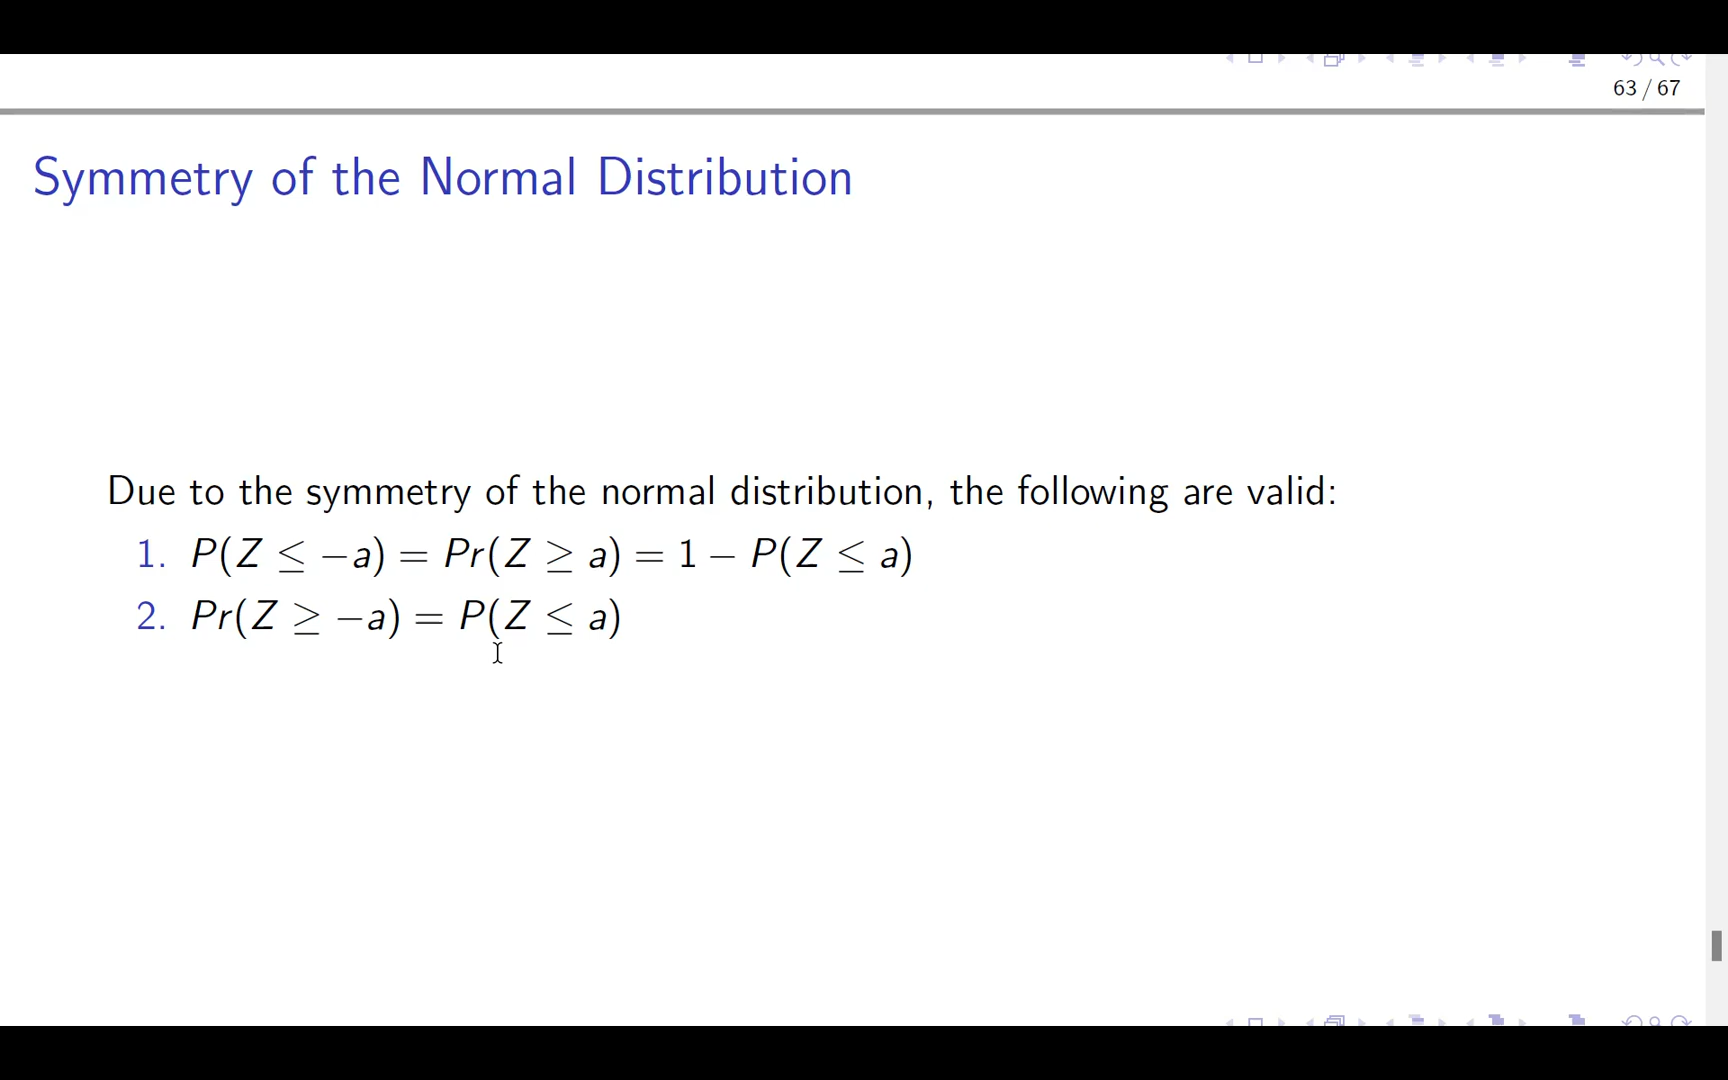 63 / 67
Symmetry of the Normal Distribution
Due to the symmetry of the normal distribution, the following are valid:
1. P(Z ≤ −a) = Pr(Z ≥ a) = 1 − P(Z ≤ a)
2. Pr(Z ≥ −a) = P(Z ≤ a)